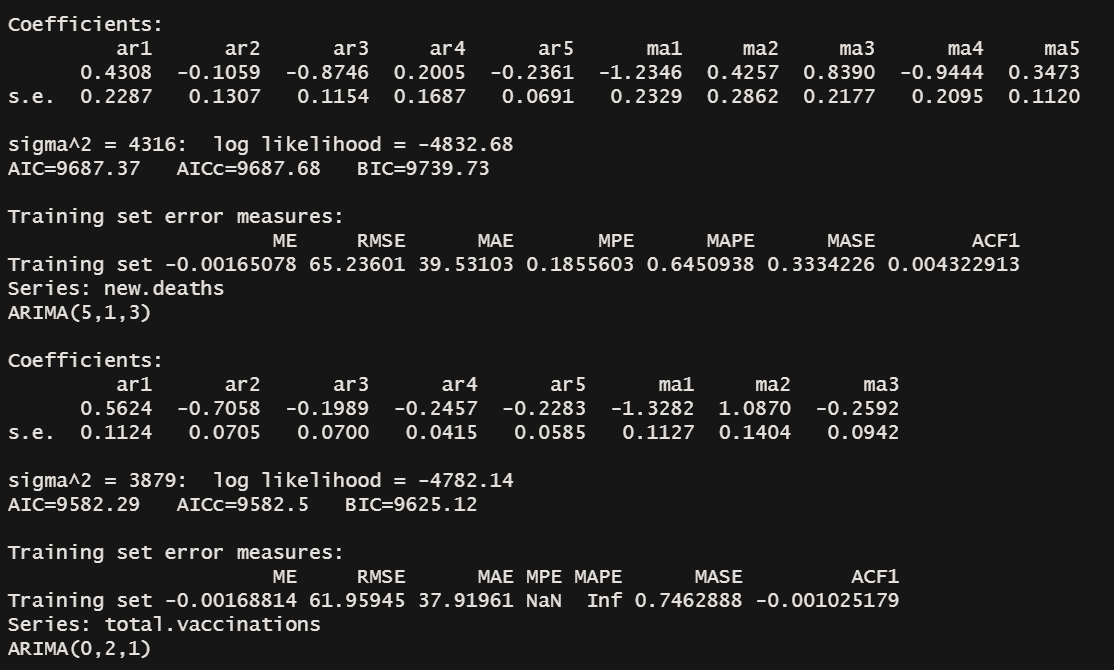 Coefficients:
ar1 ar2 ar3 ar4 ar5 ma1 ma2 ma3 ma4 ma5
0.4308 -0.1059 -0.8746 0.2005 -0.2361 -1.2346 0.4257 0.8390 -0.9444 0.3473
s.e. 0.2287 0.1307 0.1154 0.1687 0.0691 0.2329 0.2862 0.2177 0.2095 0.1120
sigma^2 = 4316: log likelihood = -4832.68
AIC=9687.37 AICc=9687.68 BIC=9739.73
Training set error measures:
ME RMSE MAE MPE MAPE MASE ACF1
Training set -0.00165078 65.23601 39.53103 0.1855603 0.6450938 0.3334226 0.004322913
Series: new.deaths
ARIMA(5,1,3)
Coefficients:
ar1 ar2 ar3 ar4 ar5 ma1 ma2 ma3
0.5624 -0.7058 -0.1989 -0.2457 -0.2283 -1.3282 1.0870 -0.2592
s.e. 0.1124 0.0705 0.0700 0.0415 0.0585 0.1127 0.1404 0.0942
sigma^2 = 3879: log likelihood = -4782.14
AIC=9582.29 AICc=9582.5 BIC=9625.12
Training set error measures:
ME RMSE MAE MPE MAPE MASE ACF1
Training set -0.00168814 61.95945 37.91961 NaN Inf 0.7462888 -0.001025179
Series: total.vaccinations
ARIMA(0,2,1)